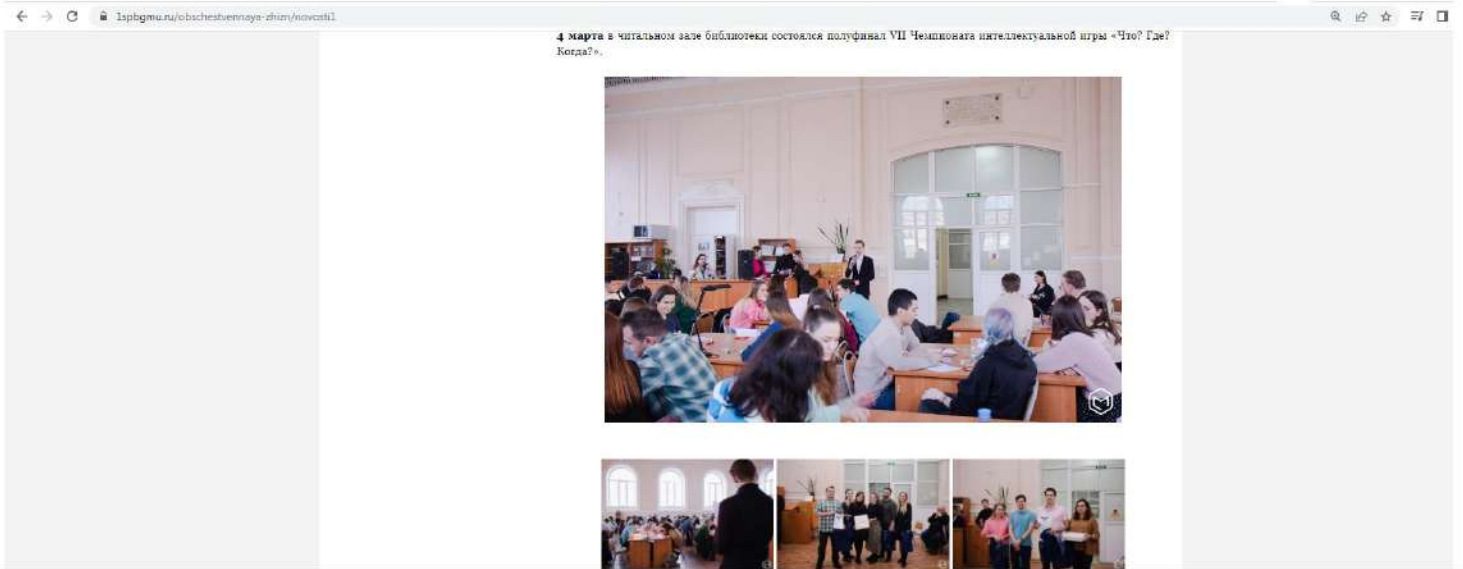 1spbgmu.ru/obschestvennaya-zhizn/novosti1
4 марта в читальном зале библиотеки состоялся полуфинал VII Чемпионата интеллектуальной игры «Что? Где?
Когда?».